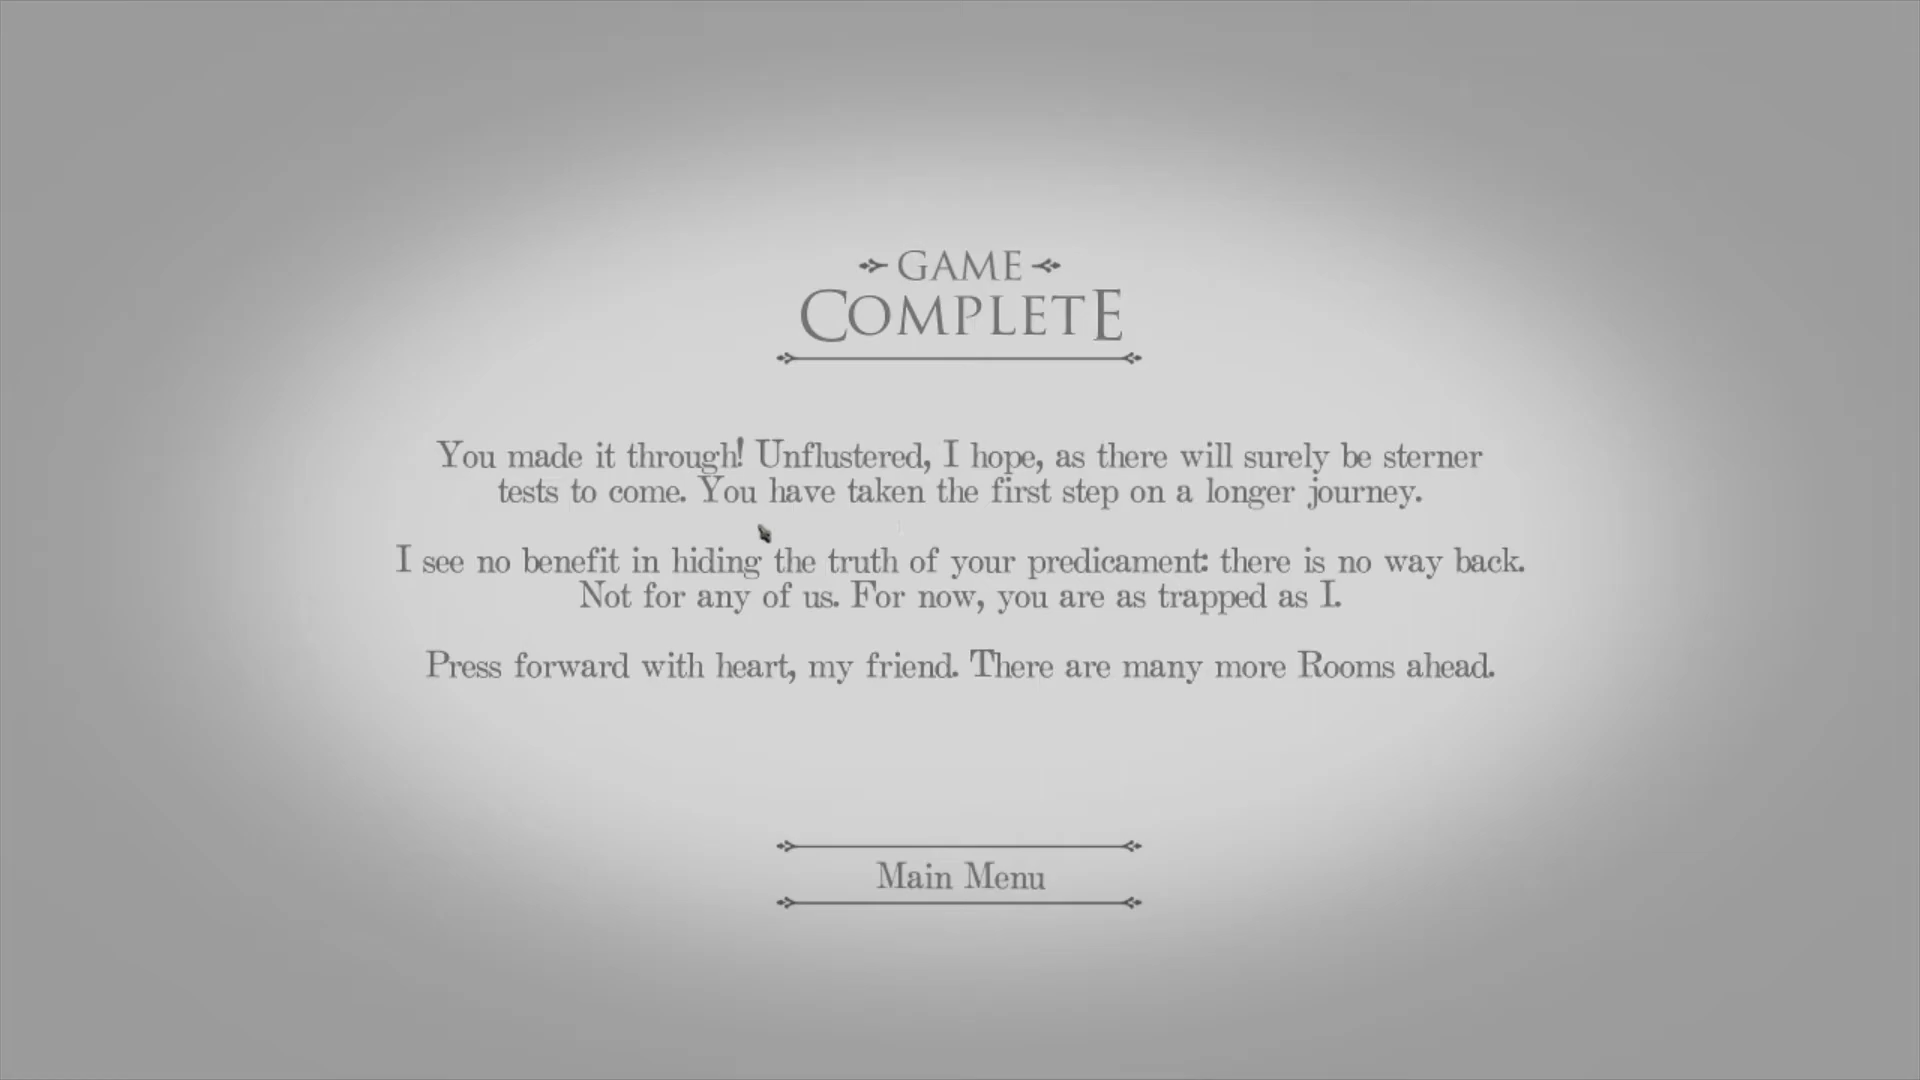 GAME
COMPLETE
You made it through! Unflustered, I hope, as there will surely be sterner
tests to come. You have taken the first step on a longer journey.
I see no benefit in hiding the truth of your predicament: there is no way back.
Not for any of us. For now, you are as trapped as I.
Press forward with heart, my friend. There are many more Rooms ahead.
Main Menu